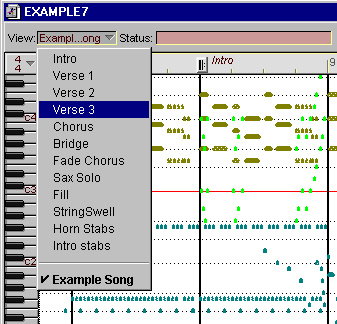 EXAMPLE7
View: Exampl...ong Status:
4
4
Intro
9
Intro
Verse 1
Verse 2
Verse 3
Chorus
Bridge
Fade Chorus
Sax Solo
Fill
StringSwell
Horn Stabs
Intro stabs
✔ Example Song
C4
C3
C2